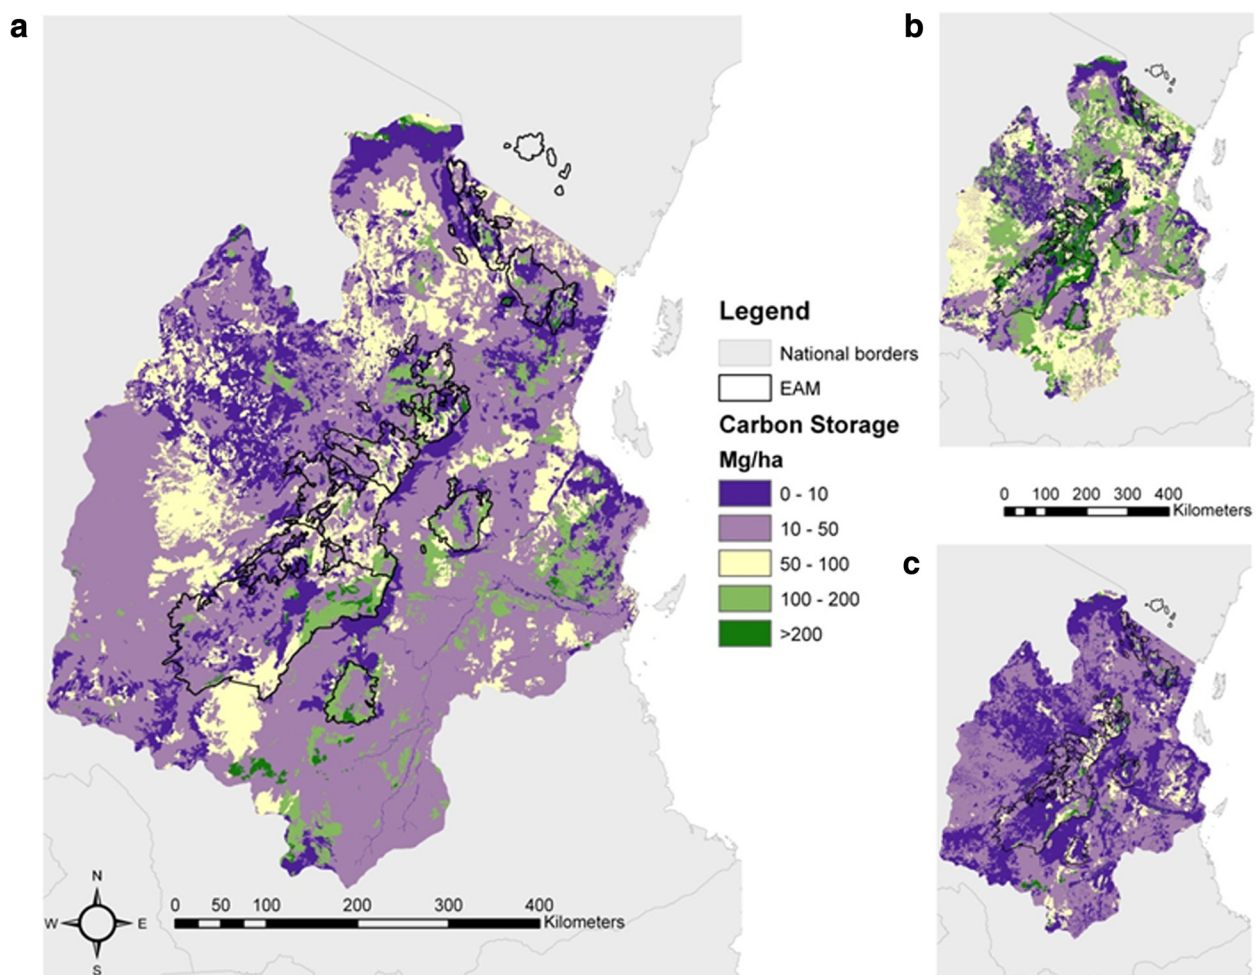 a
b
Legend
National borders
EAM
Carbon Storage
Mg/ha
0 - 10
10 - 50
50 - 100
100 - 200
>200
0 100 200 300 400
Kilometers
c
N
W E
S
0 50 100 200 300 400
Kilometers